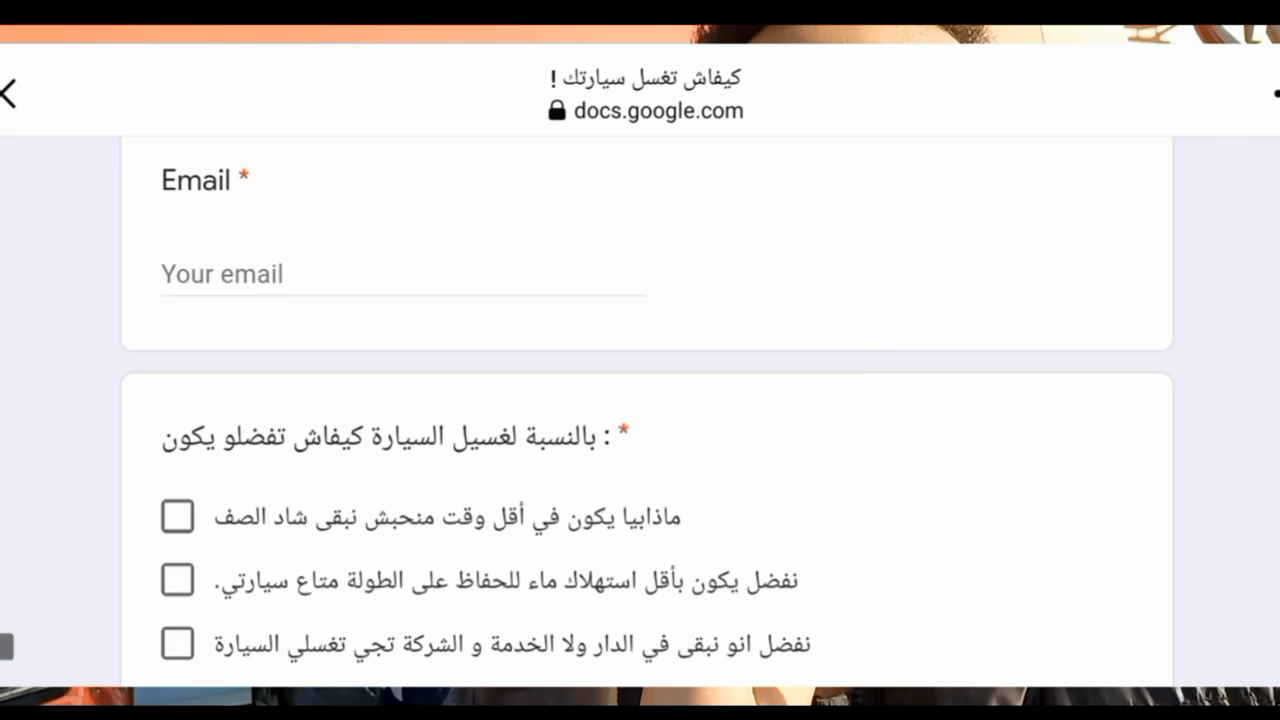 كيفاش تغسل سيارتك !
docs.google.com
Email *
Your email
بالنسبة لغسيل السيارة كيفاش تفضلو يكون : *
ماذابيا يكون في أقل وقت منحبش نبقى شاد الصف
نفضل يكون بأقل استهلاك ماء للحفاظ على الطولة متاع سيارتي.
نفضل انو نبقى في الدار ولا الخدمة و الشركة تجي تغسلي السيارة